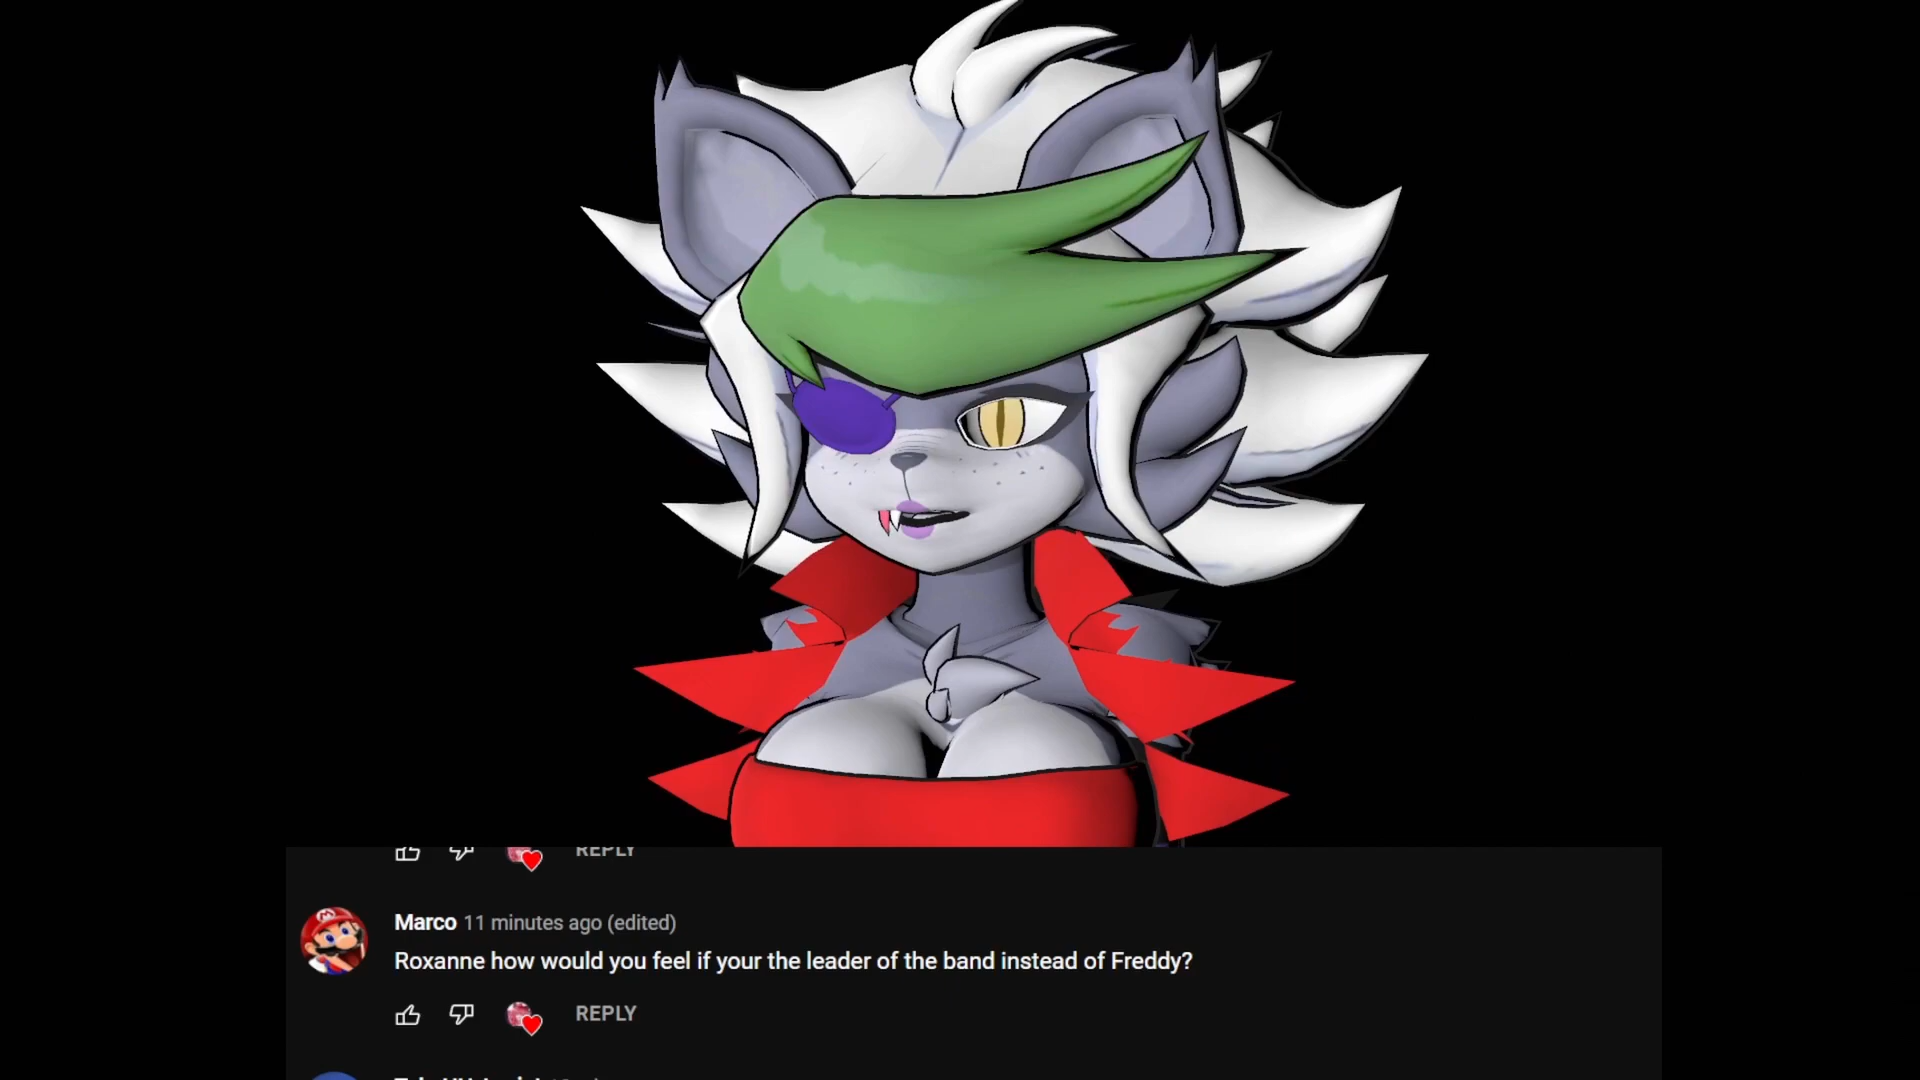 REPLY
Marco 11 minutes ago (edited)
Roxanne how would you feel if your the leader of the band instead of Freddy?
REPLY